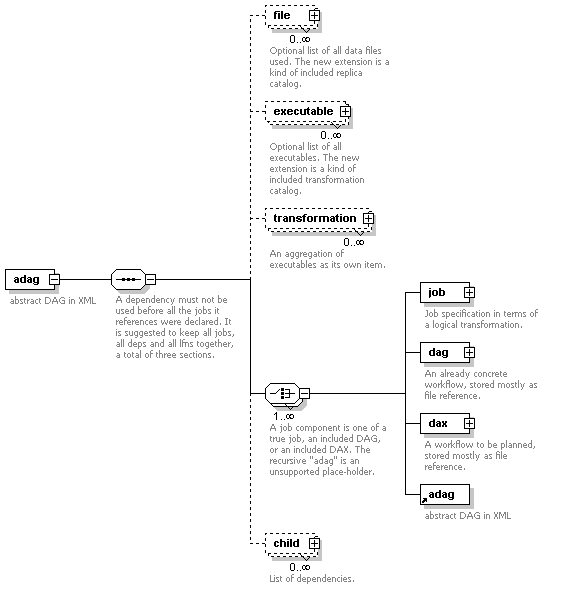 file
0..∞
Optional list of all data files
used. The new extension is a
kind of included replica
catalog.
executable
0..∞
Optional list of all
executables. The new
extension is a kind of
included transformation
catalog.
transformation
0..∞
An aggregation of
executables as its own item.
adag
abstract DAG in XML
A dependency must not be
used before all the jobs it
references were declared. It
is suggested to keep all jobs,
all deps and all lfns together,
a total of three sections.
job
Job specification in terms of
a logical transformation.
dag
An already concrete
workflow, stored mostly as
file reference.
1..∞
A job component is one of a
true job, an included DAG,
or an included DAX. The
recursive "adag" is an
unsupported place-holder.
dax
A workflow to be planned,
stored mostly as file
reference.
adag
abstract DAG in XML
child
0..∞
List of dependencies.